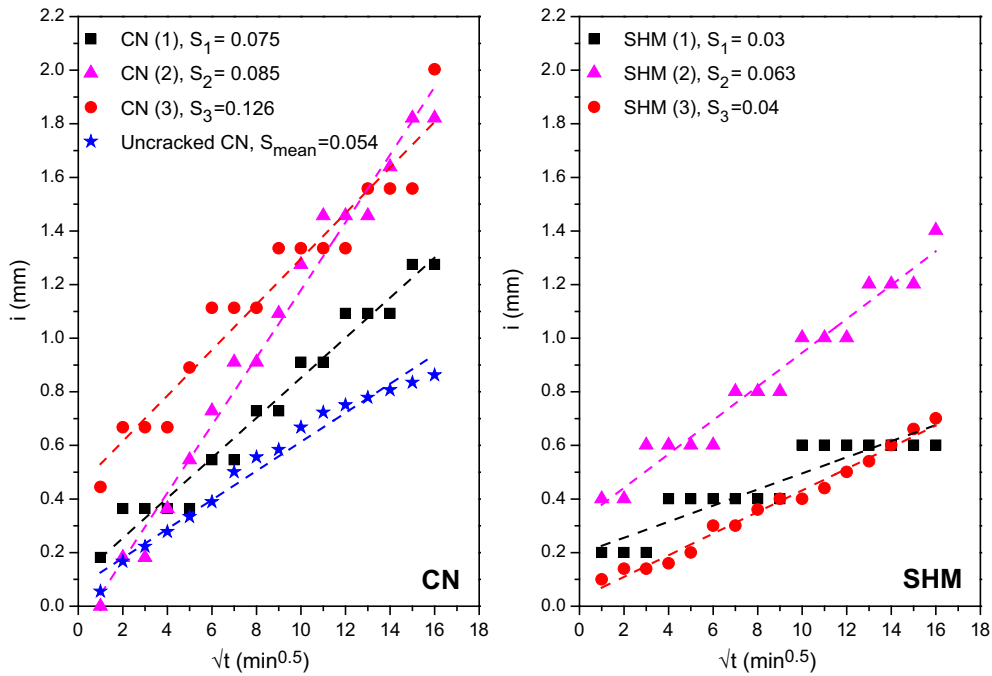 CN (1), S1= 0.075
CN (2), S2= 0.085
CN (3), S3=0.126
Uncracked CN, Smean=0.054
2.2
2.0
1.8
1.6
1.4
1.2
1.0
0.8
0.6
0.4
0.2
0.0
i (mm)
CN
0 2 4 6 8 10 12 14 16 18
√t (min0.5)
SHM (1), S1= 0.03
SHM (2), S2= 0.063
SHM (3), S3=0.04
2.2
2.0
1.8
1.6
1.4
1.2
1.0
0.8
0.6
0.4
0.2
0.0
i (mm)
SHM
0 2 4 6 8 10 12 14 16 18
√t (min0.5)